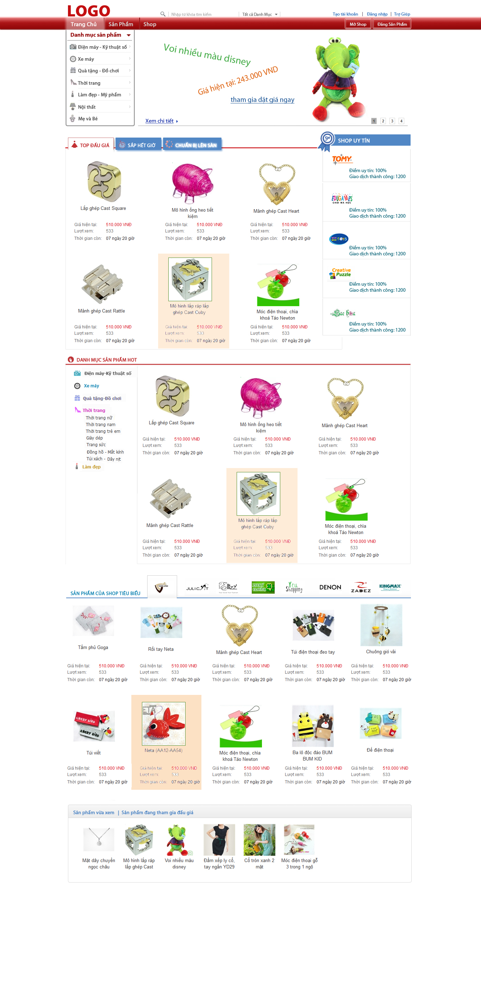 LOGO
Nhập từ khóa tìm kiếm
Tất cả Danh Mục
Tạo tài khoản | Đăng nhập | Trợ Giúp
Trang Chủ
Sản Phẩm
Shop
Mở Shop
Đăng Sản Phẩm
Danh mục sản phẩm
Điện máy - Kỹ thuật số
Xe máy
Quà tặng - Đồ chơi
Thời trang
Làm đẹp - Mỹ phẩm
Nội thất
Mẹ và Bé
Voi nhiều màu disney
Giá hiện tại: 243.000 VND
tham gia dặt giá ngay
Xem chi tiết
1 2 3 4
TOP ĐẤU GIÁ
SẮP HẾT GIỜ
CHUẨN BỊ LÊN SÀN
5st
SHOP UY TÍN
TOMY
Điểm uy tín: 100%
Giao dịch thành công: 1200
EDUGAMES
CHƠI MÀ HỌC
Điểm uy tín: 100%
Giao dịch thành công: 1200
WIN WIN TOYS
Điểm uy tín: 100%
Giao dịch thành công: 1200
Creative
Puzzle
Điểm uy tín: 100%
Giao dịch thành công: 1200
Sac hoa
Điểm uy tín: 100%
Giao dịch thành công: 1200
Lắp ghép Cast Square
Giá hiện tại: 510.000 VNĐ
Lượt xem: 533
Thời gian còn: 07 ngày 20 giờ
Mô hình ống heo tiết
kiệm
Giá hiện tại: 510.000 VNĐ
Lượt xem: 533
Thời gian còn: 07 ngày 20 giờ
Mảnh ghép Cast Heart
Giá hiện tại: 510.000 VNĐ
Lượt xem: 533
Thời gian còn: 07 ngày 20 giờ
Mảnh ghép Cast Rattle
Giá hiện tại: 510.000 VNĐ
Lượt xem: 533
Thời gian còn: 07 ngày 20 giờ
Mô hình lắp ráp lắp
ghép Cast Cuby
Giá hiện tại: 510.000 VNĐ
Lượt xem: 533
Thời gian còn: 07 ngày 20 giờ
Móc điện thoại, chìa
khoá Táo Newton
Giá hiện tại: 510.000 VNĐ
Lượt xem: 533
Thời gian còn: 07 ngày 20 giờ
DANH MỤC SẢN PHẨM HOT
Điện máy-Kỹ thuật số
Xe máy
Quà tặng-Đồ chơi
Thời trang
Thời trang nữ
Thời trang nam
Thời trang trẻ em
Giày dép
Trang sức
Đồng hồ - Mắt kính
Túi xách - Dây nịt
Làm đẹp
Lắp ghép Cast Square
Giá hiện tại: 510.000 VNĐ
Lượt xem: 533
Thời gian còn: 07 ngày 20 giờ
Mô hình ống heo tiết
kiệm
Giá hiện tại: 510.000 VNĐ
Lượt xem: 533
Thời gian còn: 07 ngày 20 giờ
Mảnh ghép Cast Heart
Giá hiện tại: 510.000 VNĐ
Lượt xem: 533
Thời gian còn: 07 ngày 20 giờ
Mảnh ghép Cast Rattle
Giá hiện tại: 510.000 VNĐ
Lượt xem: 533
Thời gian còn: 07 ngày 20 giờ
Mô hình lắp ráp lắp
ghép Cast Cuby
Giá hiện tại: 510.000 VNĐ
Lượt xem: 533
Thời gian còn: 07 ngày 20 giờ
Móc điện thoại, chìa
khoá Táo Newton
Giá hiện tại: 510.000 VNĐ
Lượt xem: 533
Thời gian còn: 07 ngày 20 giờ
SẢN PHẨM CỦA SHOP TIÊU BIỂU
JULICAT
Ellizy
LUCKY
CLOVER
Yeu
Shopping
DENON
ZADEZ
KINGMAX
Yours forever
Tấm phủ Goga
Giá hiện tại: 510.000 VNĐ
Lượt xem: 533
Thời gian còn: 07 ngày 20 giờ
Rối tay Neta
Giá hiện tại: 510.000 VNĐ
Lượt xem: 533
Thời gian còn: 07 ngày 20 giờ
Mảnh ghép Cast Heart
Giá hiện tại: 510.000 VNĐ
Lượt xem: 533
Thời gian còn: 07 ngày 20 giờ
Túi điện thoại đeo tay
Giá hiện tại: 510.000 VNĐ
Lượt xem: 533
Thời gian còn: 07 ngày 20 giờ
Chuông gió vải
Giá hiện tại: 510.000 VNĐ
Lượt xem: 533
Thời gian còn: 07 ngày 20 giờ
ANGRY BIRD
ANGRY BIRD
Túi viết
Giá hiện tại: 510.000 VNĐ
Lượt xem: 533
Thời gian còn: 07 ngày 20 giờ
ETA
Neta (AA12-AA54)
Giá hiện tại: 510.000 VNĐ
Lượt xem: 533
Thời gian còn: 07 ngày 20 giờ
Móc điện thoại, chìa
khoá Táo Newton
Giá hiện tại: 510.000 VNĐ
Lượt xem: 533
Thời gian còn: 07 ngày 20 giờ
NETA
Ba lô độc đáo BUM
BUM KID
Giá hiện tại: 510.000 VNĐ
Lượt xem: 533
Thời gian còn: 07 ngày 20 giờ
Đế điện thoại
Giá hiện tại: 510.000 VNĐ
Lượt xem: 533
Thời gian còn: 07 ngày 20 giờ
Sản phẩm vừa xem | Sản phẩm đang tham gia đấu giá
Mặt dây chuyền
ngọc châu
Mô hình lắp ráp
lắp ghép Cast
Voi nhiều màu
disney
Đầm xếp ly cổ,
tay ngắn YD29
Cổ tròn xanh 2
mặt
Móc điện thoại gỗ
3 trong 1 ngộ